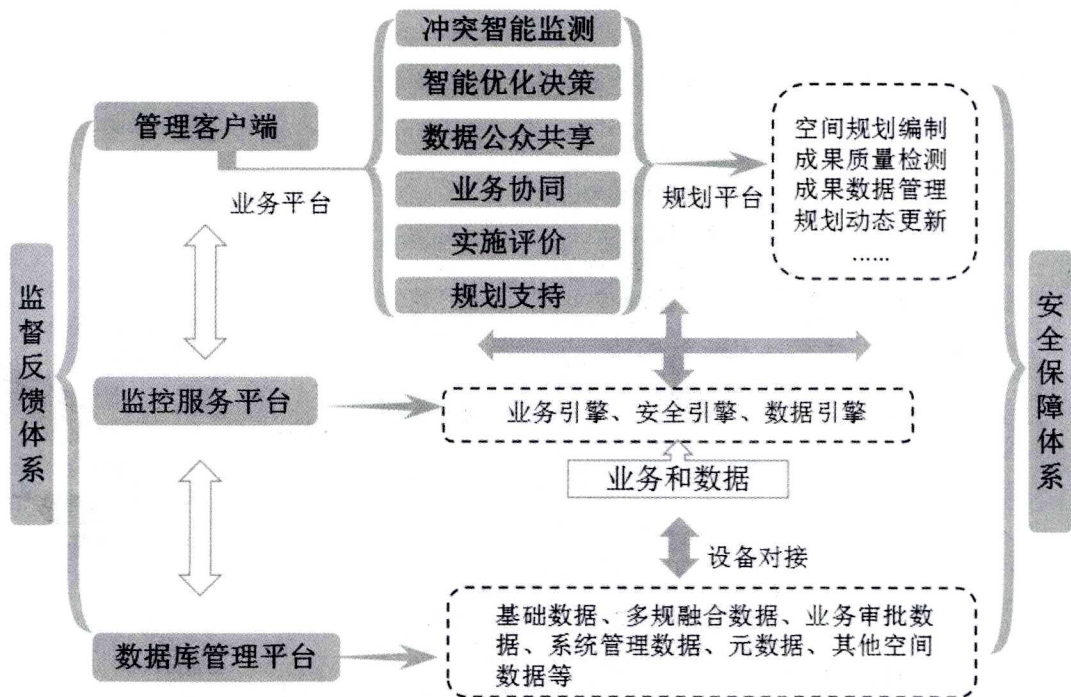 冲突智能监测
智能优化决策
数据公众共享
业务协同
实施评价
规划支持
管理客户端
业务平台
规划平台
空间规划编制
成果质量检测
成果数据管理
规划动态更新
……
监督反馈体系
安全保障体系
监控服务平台
业务引擎、安全引擎、数据引擎
业务和数据
设备对接
数据库管理平台
基础数据、多规融合数据、业务审批数
据、系统管理数据、元数据、其他空间
数据等